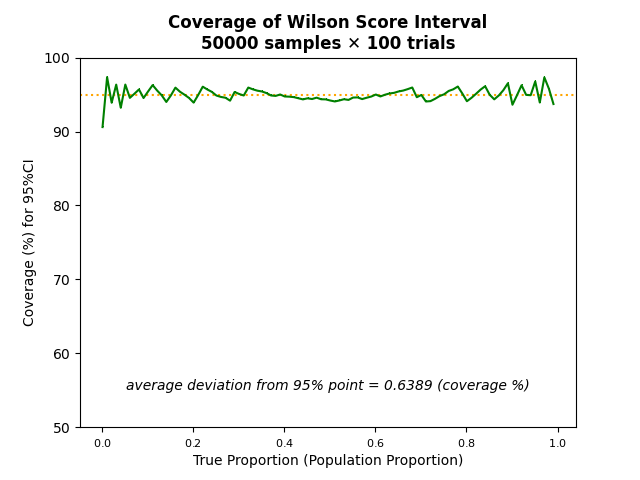 Coverage of Wilson Score Interval
50000 samples × 100 trials
Coverage (%) for 95%CI
100
90
80
70
60
50
average deviation from 95% point = 0.6389 (coverage %)
0.0 0.2 0.4 0.6 0.8 1.0
True Proportion (Population Proportion)